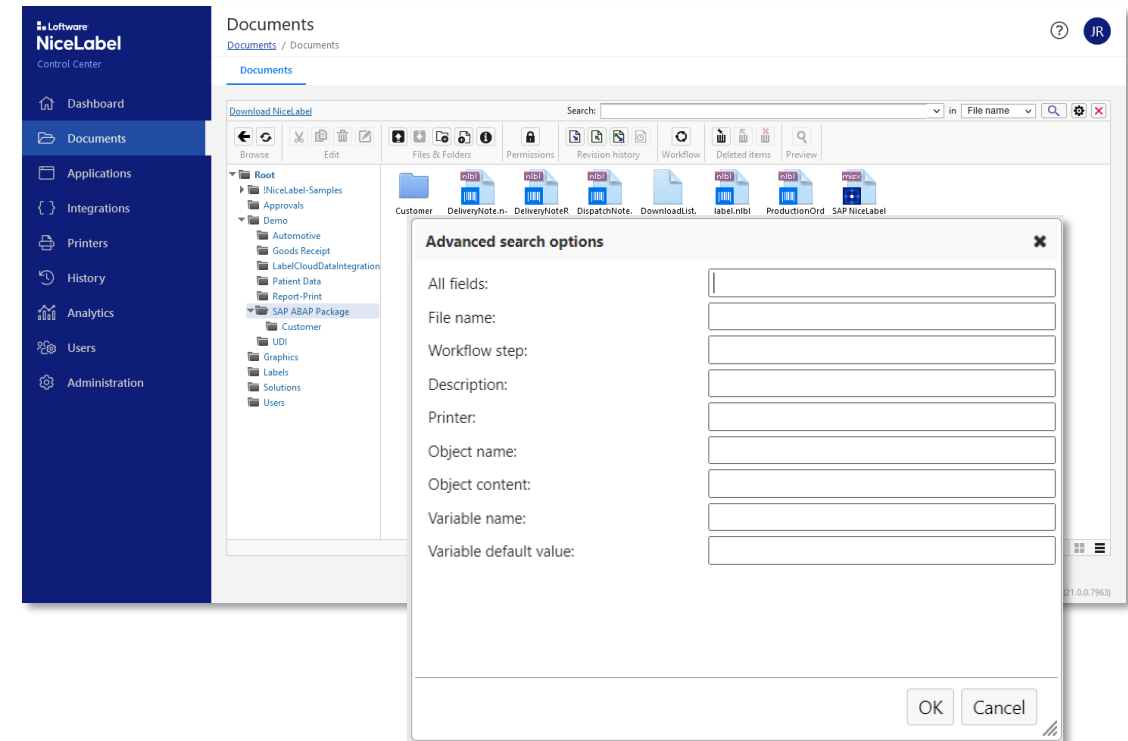 Loftware
NiceLabel
Control Center
Dashboard
Documents
Applications
Integrations
Printers
History
Analytics
Users
Administration
Documents
Documents / Documents
? JR
Documents
Download NiceLabel Search: in File name
Browse Edit Files & Folders Permissions Revision history Workflow Deleted items Preview
Root
!NiceLabel-Samples
Approvals
Demo
Automotive
Goods Receipt
LabelCloudDataIntegration
Patient Data
Report-Print
SAP ABAP Package
Customer
UDI
Graphics
Labels
Solutions
Users
nlbl nlbl nlbl nlbl nlbl misx
Customer DeliveryNote.n- DeliveryNoteR DispatchNote. DownloadList. label.nlbl ProductionOrd SAP NiceLabel
Advanced search options
All fields:
File name:
Workflow step:
Description:
Printer:
Object name:
Object content:
Variable name:
Variable default value:
OK Cancel
(21.0.0.7963)